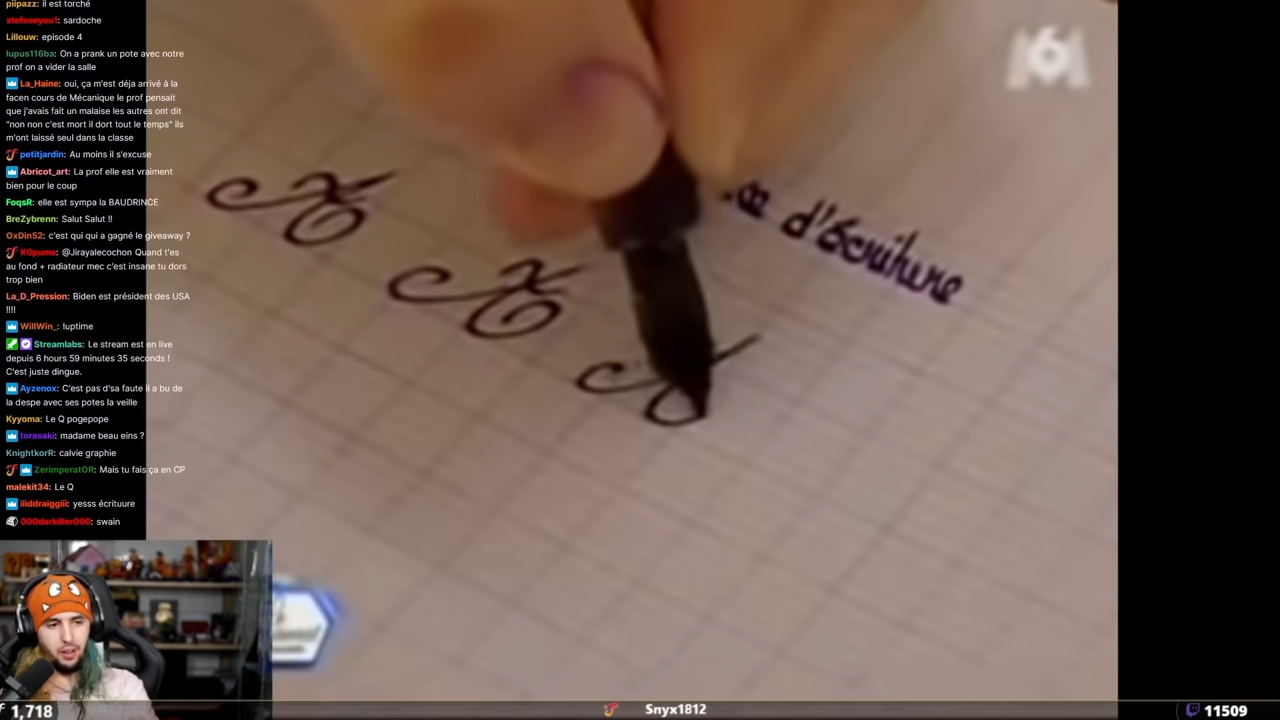 piipazz: il est torché
stefseeyou1: sardoche
Lillouw: episode 4
lupus116ba: On a prank un pote avec notre
prof on a vider la salle
La_Haine: oui, ça m'est déja arrivé à la
facen cours de Mécanique le prof pensait
que j'avais fait un malaise les autres ont dit
"non non c'est mort il dort tout le temps" ils
m'ont laissé seul dans la classe
petitjardin: Au moins il s'excuse
Abricot_art: La prof elle est vraiment
bien pour le coup
FoqsR: elle est sympa la BAUDRINCE
BreZybrenn: Salut Salut !!
OxDin52: c'est qui qui a gagné le giveaway ?
K0puma: @Jirayalecochon Quand t'es
au fond + radiateur mec c'est insane tu dors
trop bien
La_D_Pression: Biden est président des USA
!!!!
WillWin_: !uptime
Streamlabs: Le stream est en live
depuis 6 hours 59 minutes 35 seconds !
C'est juste dingue.
Ayzenox: C'est pas d'sa faute il a bu de
la despe avec ses potes la veille
Kyyoma: Le Q pogepope
torasaki: madame beau eins ?
KnightkorR: calvie graphie
ZerimperatOR: Mais tu fais ça en CP
malekit34: Le Q
iiiddraiggiii: yesss écrituure
000darkiller000: swain
M6
d'écriture
1,718
Snyx1812
11509